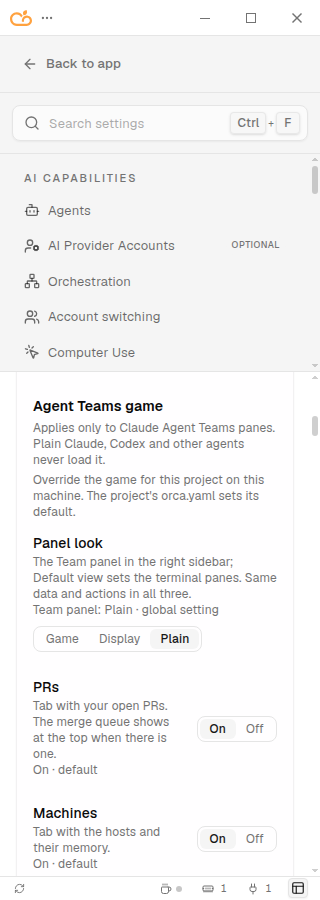 Back to app
Search settings Ctrl + F
AI CAPABILITIES
Agents
AI Provider Accounts OPTIONAL
Orchestration
Account switching
Computer Use
Agent Teams game
Applies only to Claude Agent Teams panes.
Plain Claude, Codex and other agents
never load it.
Override the game for this project on this
machine. The project's orca.yaml sets its
default.
Panel look
The Team panel in the right sidebar;
Default view sets the terminal panes. Same
data and actions in all three.
Team panel: Plain · global setting
Game Display Plain
PRs
Tab with your open PRs.
The merge queue shows
at the top when there is
one.
On · default
On Off
Machines
Tab with the hosts and
their memory.
On · default
On Off
1 1